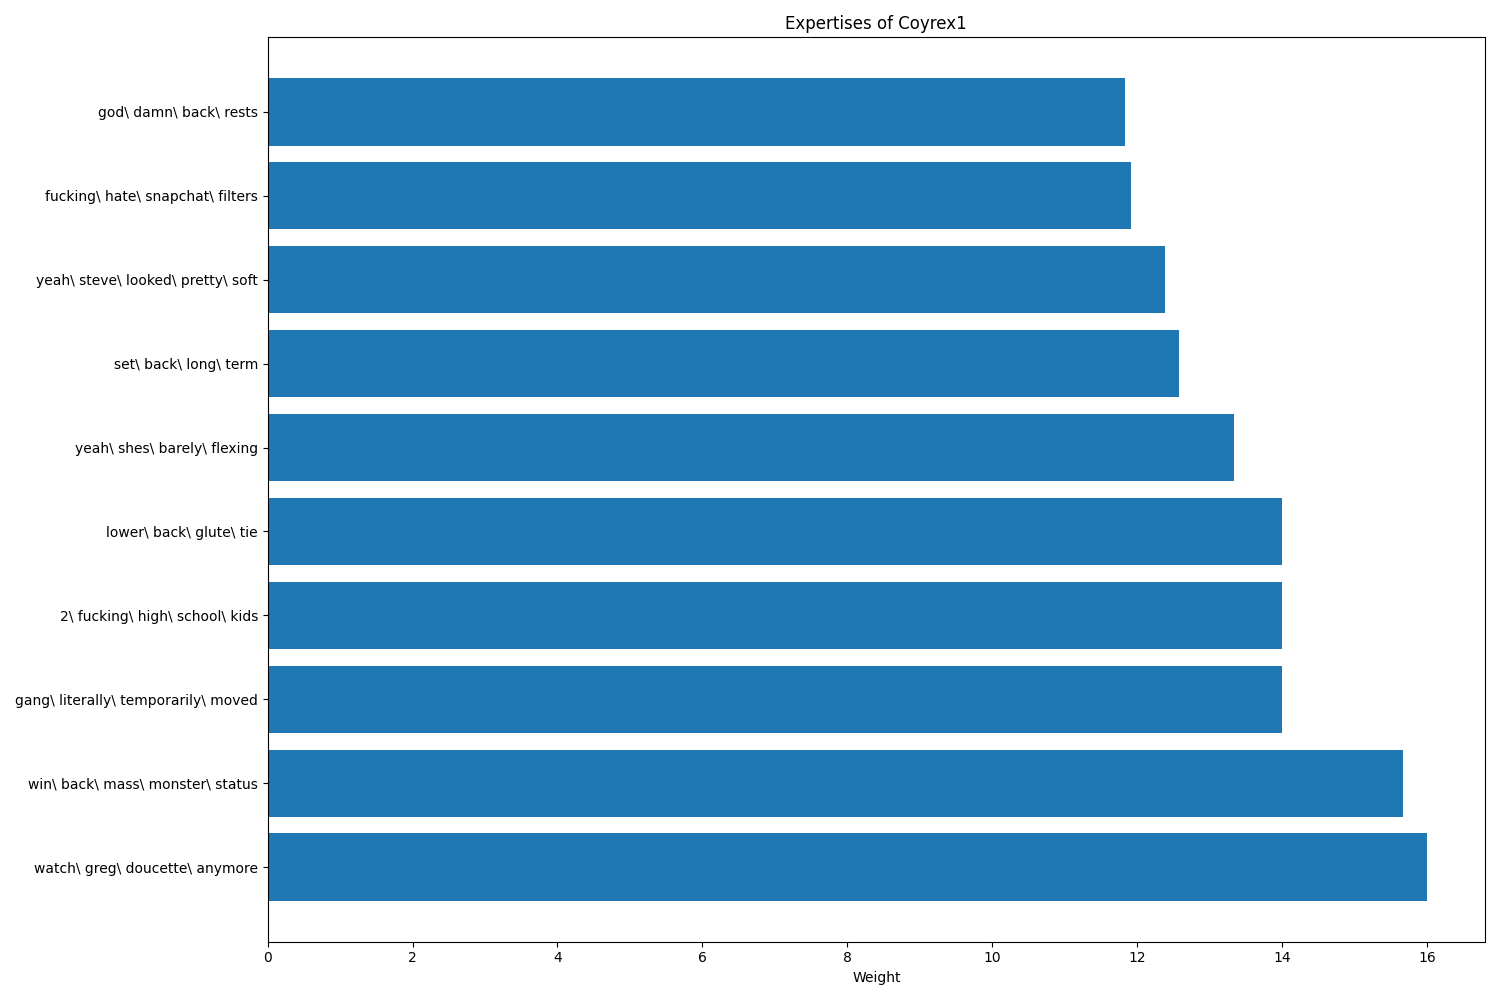 Expertises of Coyrex1
god\ damn\ back\ rests
fucking\ hate\ snapchat\ filters
yeah\ steve\ looked\ pretty\ soft
set\ back\ long\ term
yeah\ shes\ barely\ flexing
lower\ back\ glute\ tie
2\ fucking\ high\ school\ kids
gang\ literally\ temporarily\ moved
win\ back\ mass\ monster\ status
watch\ greg\ doucette\ anymore
0 2 4 6 8 10 12 14 16
Weight